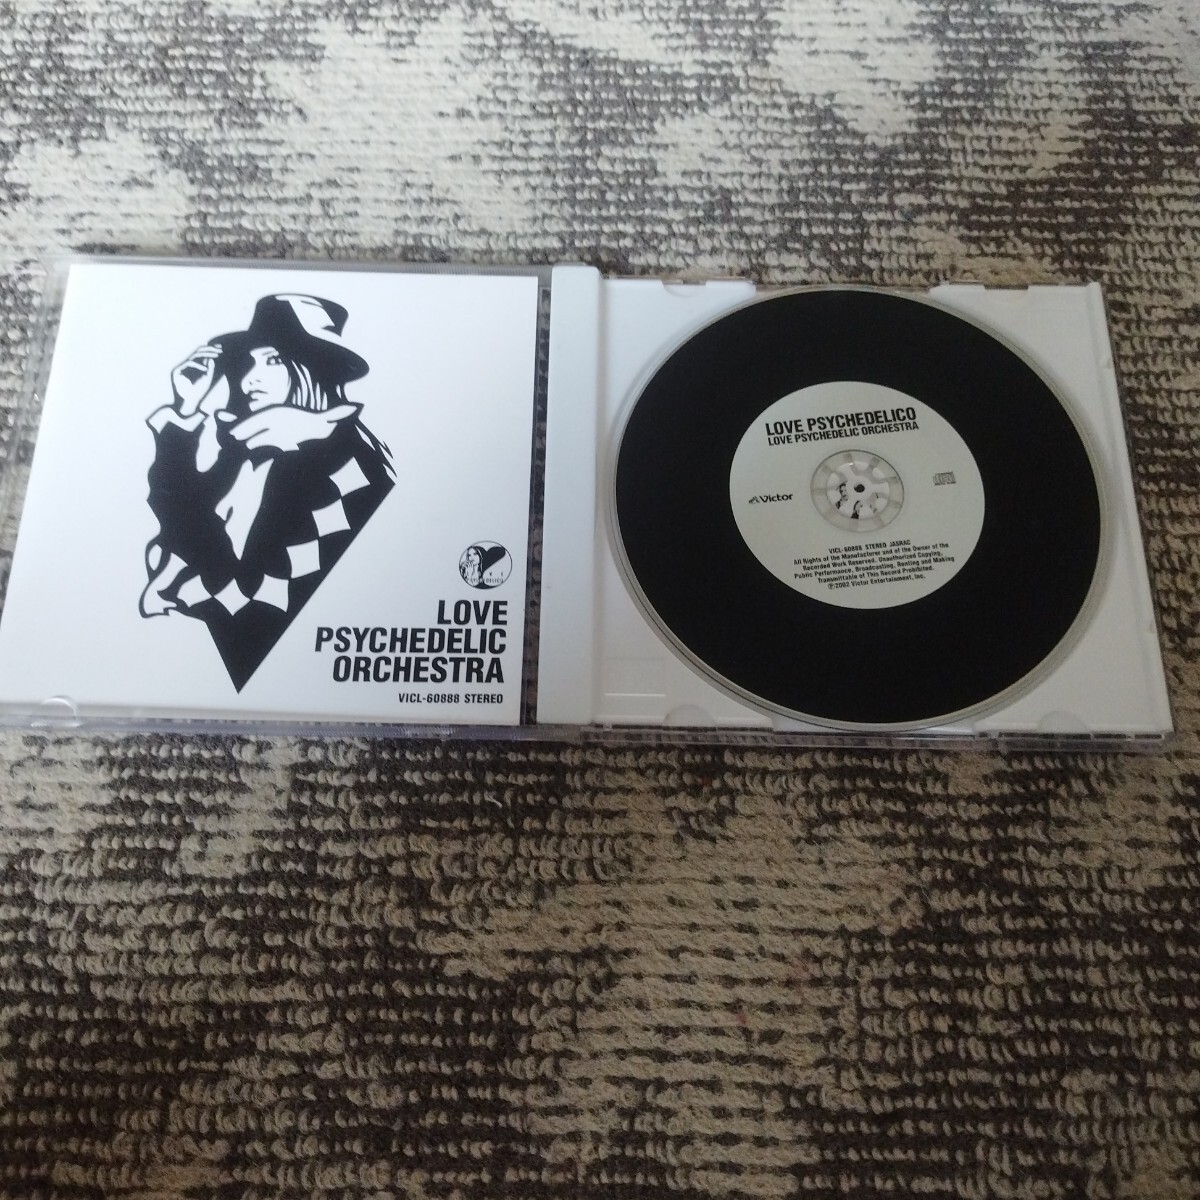 LOVE
PSYCHEDELIC
ORCHESTRA
VICL-60888 STEREO
LOVE PSYCHEDELICO
LOVE PSYCHEDELIC ORCHESTRA
Victor
VICL-60888 STEREO JASRAC
All Rights of the Manufacturer and of the Owner of the
Recorded Work Reserved. Unauthorized Copying,
Public Performance, Broadcasting, Renting and Making
Transmittable of This Record Prohibited.
℗2002 Victor Entertainment, Inc.